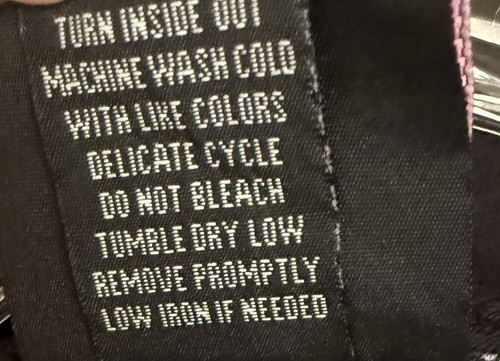 TURN INSIDE OUT
MACHINE WASH COLD
WITH LIKE COLORS
DELICATE CYCLE
DO NOT BLEACH
TUMBLE DRY LOW
REMOVE PROMPTLY
LOW IRON IF NEEDED